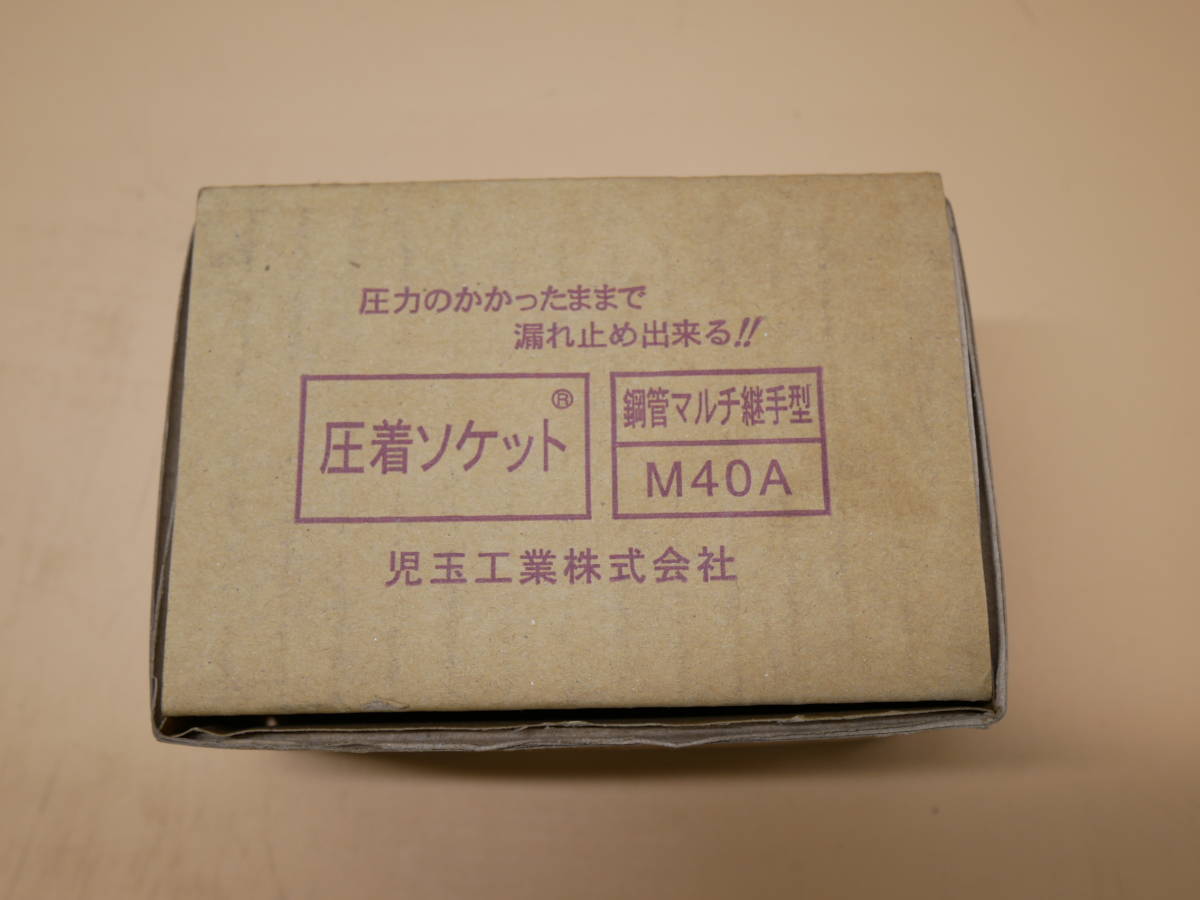 圧力のかかったままで
漏れ止め出来る!!
圧着ソケット®
鋼管マルチ継手型
M40A
児玉工業株式会社